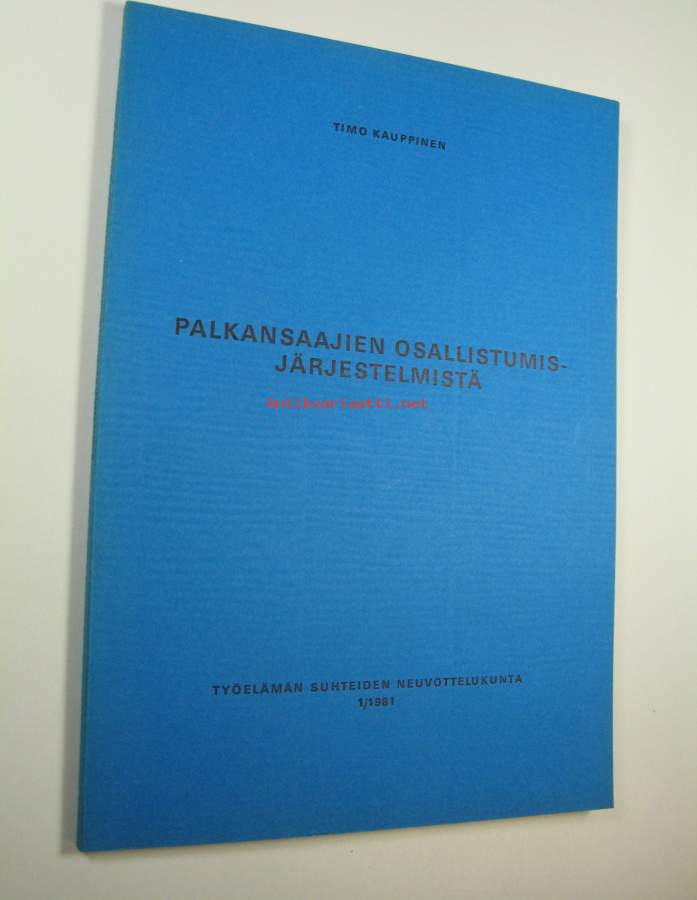 TIMO KAUPPINEN
PALKANSAAJIEN OSALLISTUMIS-
JÄRJESTELMISTÄ
Antikvariaatti.net
TYÖELÄMÄN SUHTEIDEN NEUVOTTELUKUNTA
1/1981